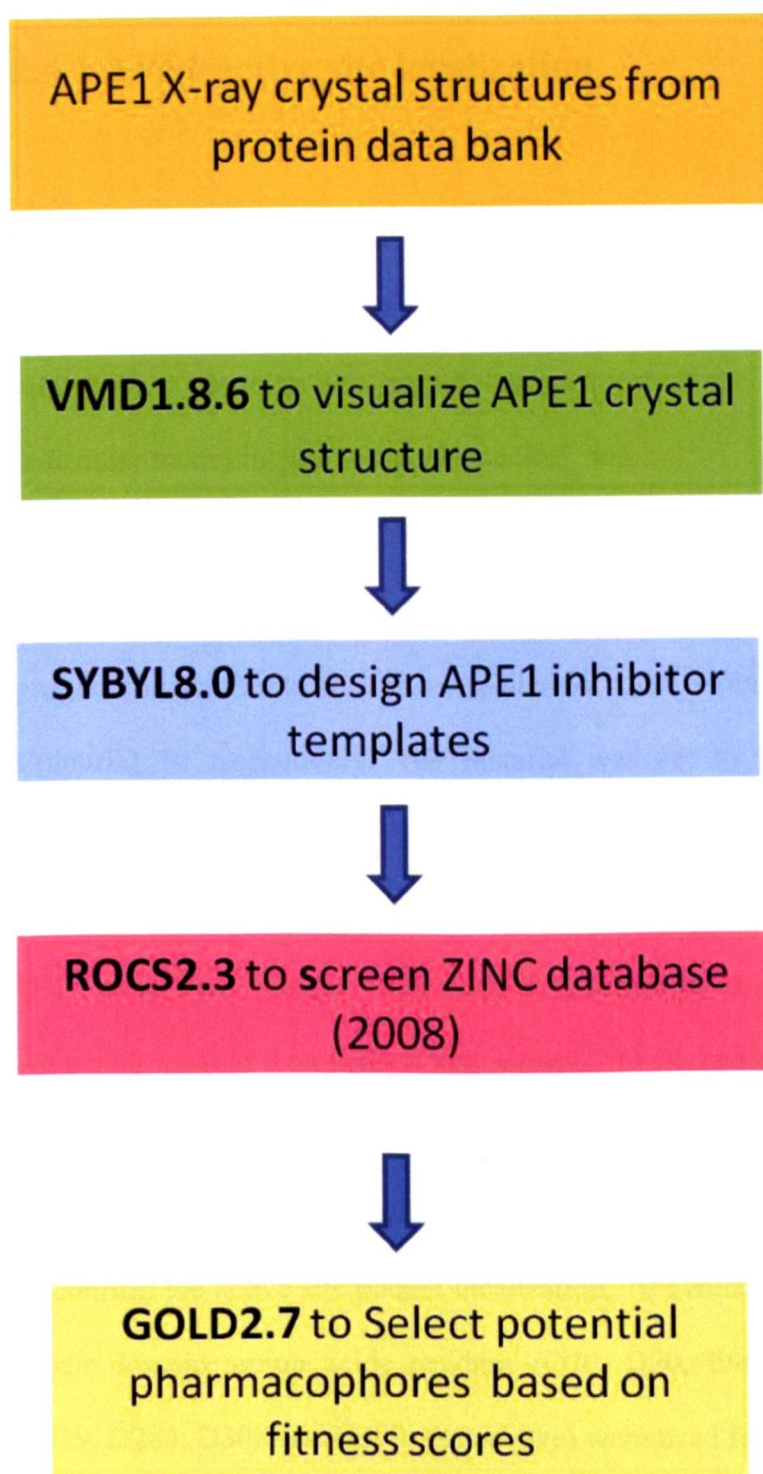 APE1 X-ray crystal structures from
protein data bank
VMD1.8.6 to visualize APE1 crystal
structure
SYBYL8.0 to design APE1 inhibitor
templates
ROCS2.3 to screen ZINC database
(2008)
GOLD2.7 to Select potential
pharmacophores based on
fitness scores